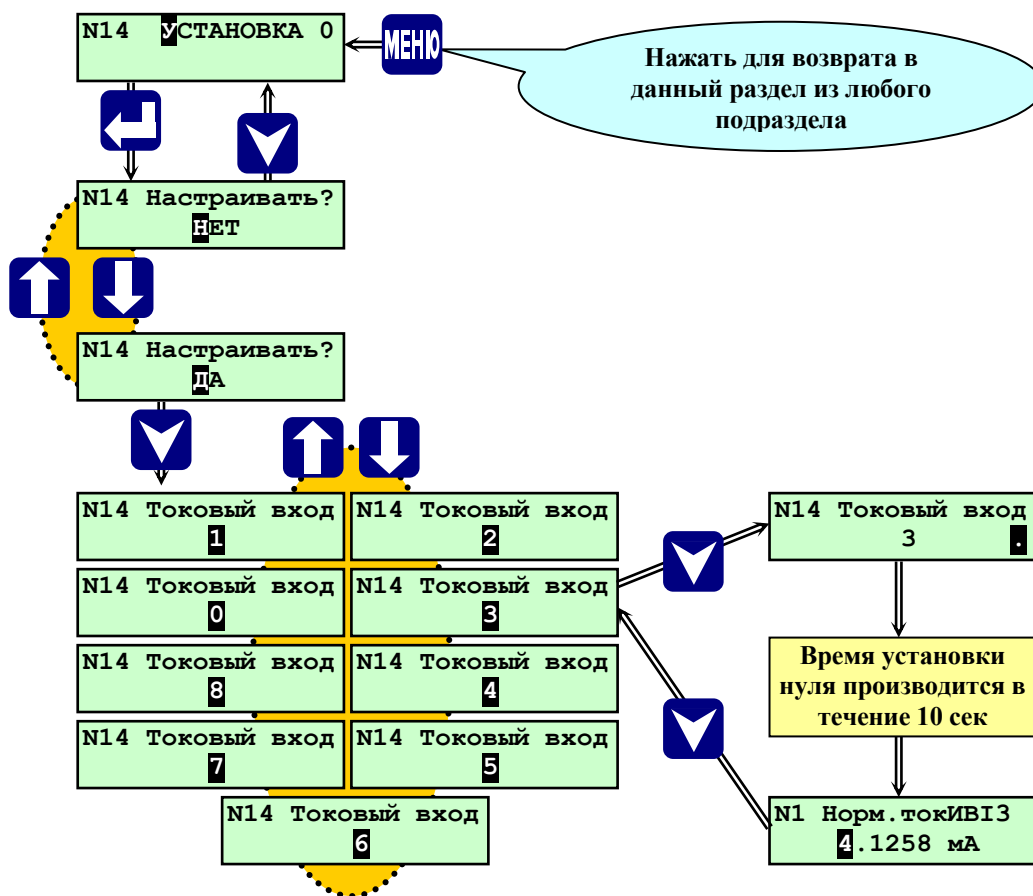 N14 УСТАНОВКА 0
МЕНЮ
Нажать для возврата в
данный раздел из любого
подраздела
N14 Настраивать?
НЕТ
N14 Настраивать?
ДА
N14 Токовый вход
1
N14 Токовый вход
2
N14 Токовый вход
3 .
N14 Токовый вход
0
N14 Токовый вход
3
Время установки
нуля производится в
течение 10 сек
N14 Токовый вход
8
N14 Токовый вход
4
N14 Токовый вход
7
N14 Токовый вход
5
N14 Токовый вход
6
N1 Норм.токИВI3
4.1258 мА